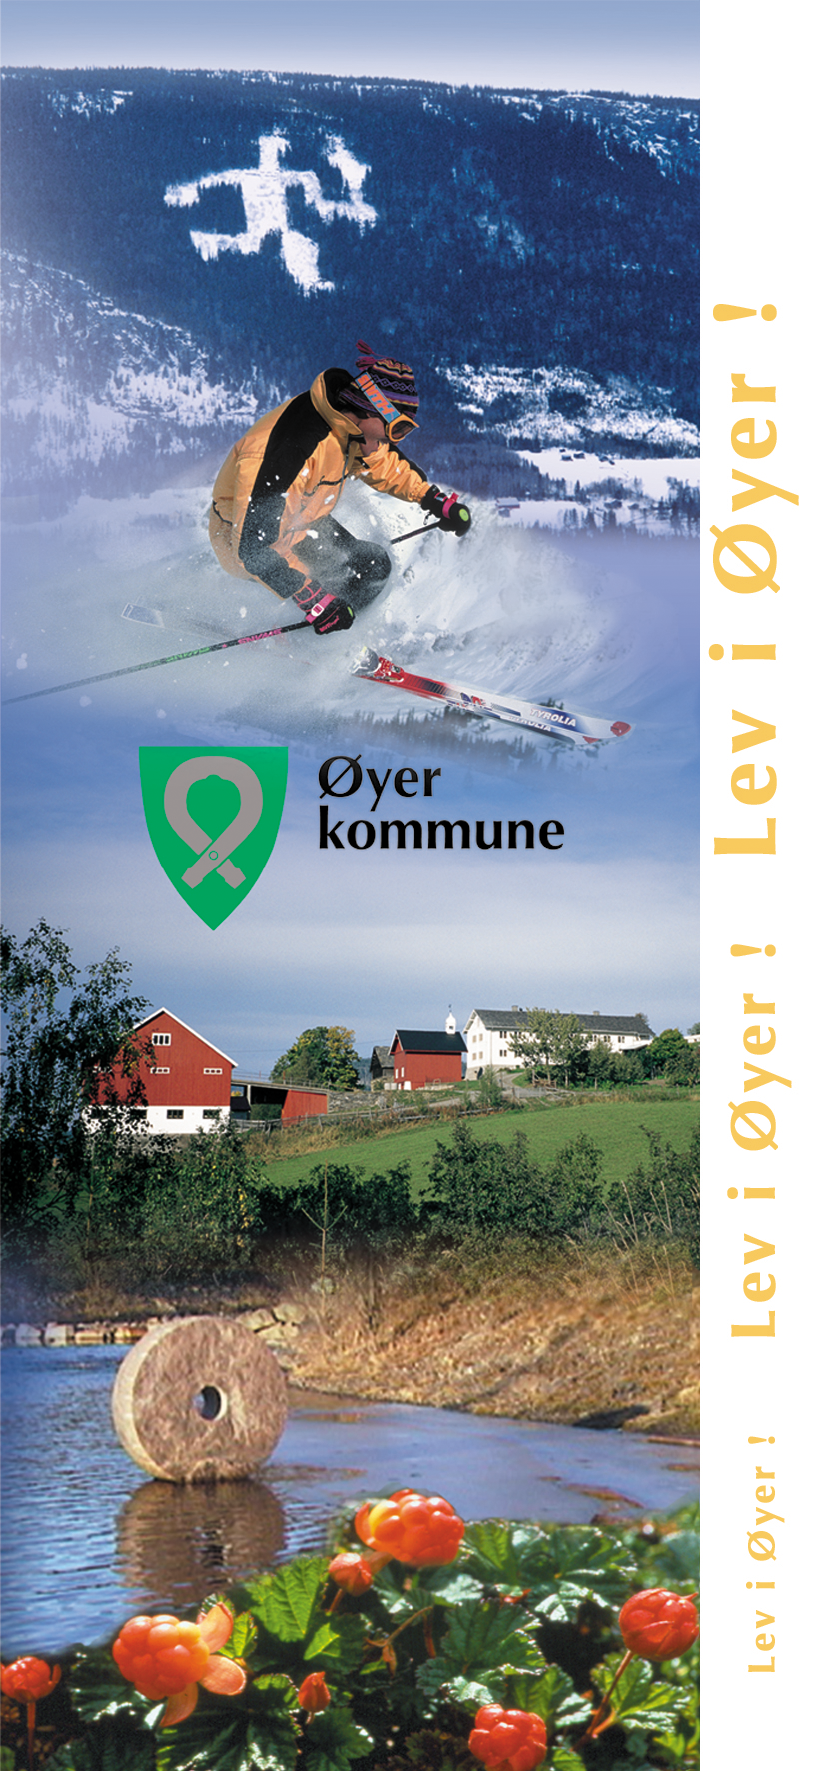 Øyer
kommune
TYROLIA
Lev i Øyer !
Lev i Øyer !
Lev i Øyer !